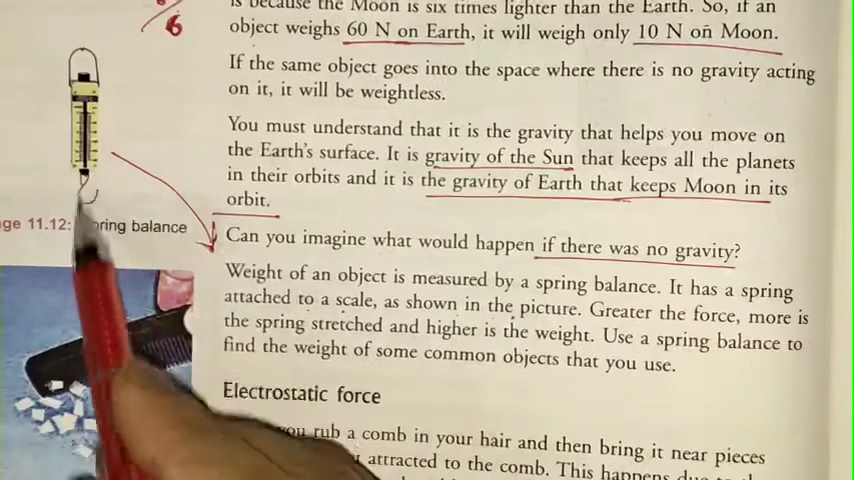 6
is because the Moon is six times lighter than the Earth. So, if an
object weighs 60 N on Earth, it will weigh only 10 N on Moon.
If the same object goes into the space where there is no gravity acting
on it, it will be weightless.
You must understand that it is the gravity that helps you move on
the Earth's surface. It is gravity of the Sun that keeps all the planets
in their orbits and it is the gravity of Earth that keeps Moon in its
orbit.
age 11.12: Spring balance
Can you imagine what would happen if there was no gravity?
Weight of an object is measured by a spring balance. It has a spring
attached to a scale, as shown in the picture. Greater the force, more is
the spring stretched and higher is the weight. Use a spring balance to
find the weight of some common objects that you use.
Electrostatic force
you rub a comb in your hair and then bring it near pieces
attracted to the comb. This happens due to